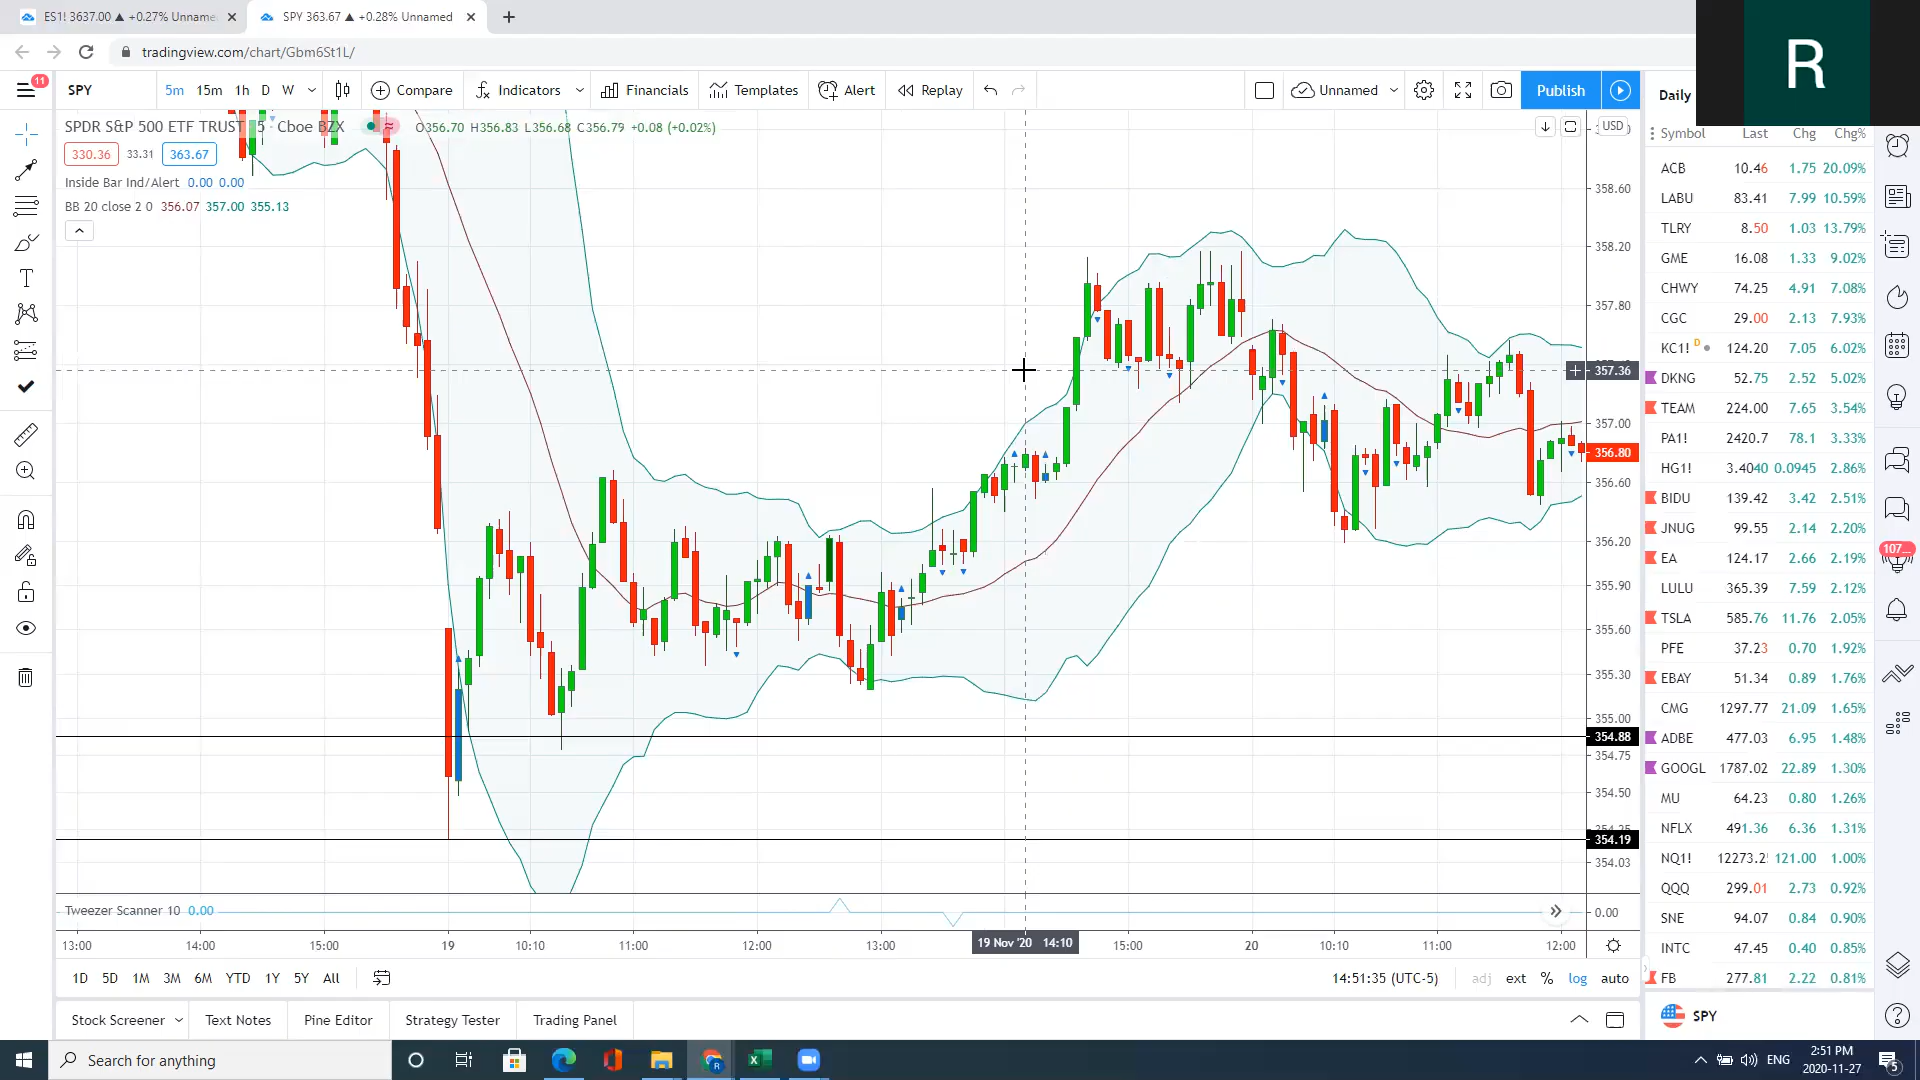 ES1! 3637.00 ▲ +0.27% Unname
SPY 363.67 ▲ +0.28% Unnamed
tradingview.com/chart/Gbm6St1L/
R
11
SPY
5m 15m 1h D W
Compare
Indicators
Financials
Templates
Alert
Replay
Unnamed
Publish
Daily
SPDR S&P 500 ETF TRUST · 5 · Cboe BZX
O356.70 H356.83 L356.68 C356.79 +0.08 (+0.02%)
USD
330.36 33.31 363.67
Inside Bar Ind/Alert 0.00 0.00
BB 20 close 2 0 356.07 357.00 355.13
358.60
358.20
357.80
357.36
357.00
356.80
356.60
356.20
355.90
355.60
355.30
355.00
354.88
354.75
354.50
354.19
354.03
Symbol Last Chg Chg%
ACB 10.46 1.75 20.09%
LABU 83.41 7.99 10.59%
TLRY 8.50 1.03 13.79%
GME 16.08 1.33 9.02%
CHWY 74.25 4.91 7.08%
CGC 29.00 2.13 7.93%
KC1! D 124.20 7.05 6.02%
DKNG 52.75 2.52 5.02%
TEAM 224.00 7.65 3.54%
PA1! 2420.7 78.1 3.33%
HG1! 3.4040 0.0945 2.86%
BIDU 139.42 3.42 2.51%
JNUG 99.55 2.14 2.20%
EA 124.17 2.66 2.19%
LULU 365.39 7.59 2.12%
TSLA 585.76 11.76 2.05%
PFE 37.23 0.70 1.92%
EBAY 51.34 0.89 1.76%
CMG 1297.77 21.09 1.65%
ADBE 477.03 6.95 1.48%
GOOGL 1787.02 22.89 1.30%
MU 64.23 0.80 1.26%
NFLX 491.36 6.36 1.31%
NQ1! 12273.2 121.00 1.00%
QQQ 299.01 2.73 0.92%
SNE 94.07 0.84 0.90%
INTC 47.45 0.40 0.85%
FB 277.81 2.22 0.81%
107
Tweezer Scanner 10 0.00
0.00
13:00 14:00 15:00 19 10:10 11:00 12:00 13:00 19 Nov '20 14:10 15:00 20 10:10 11:00 12:00
1D 5D 1M 3M 6M YTD 1Y 5Y All
14:51:35 (UTC-5) adj ext % log auto
Stock Screener Text Notes Pine Editor Strategy Tester Trading Panel
SPY
Search for anything
ENG
2:51 PM
2020-11-27
5